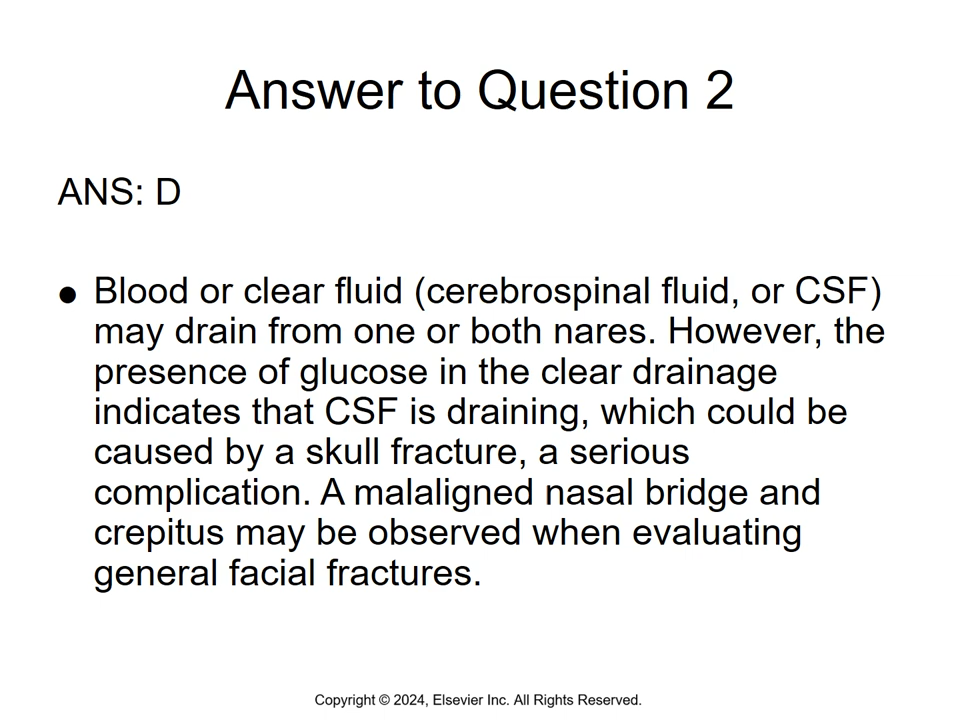 Answer to Question 2
ANS: D
● Blood or clear fluid (cerebrospinal fluid, or CSF)
may drain from one or both nares. However, the
presence of glucose in the clear drainage
indicates that CSF is draining, which could be
caused by a skull fracture, a serious
complication. A malaligned nasal bridge and
crepitus may be observed when evaluating
general facial fractures.
Copyright © 2024, Elsevier Inc. All Rights Reserved.